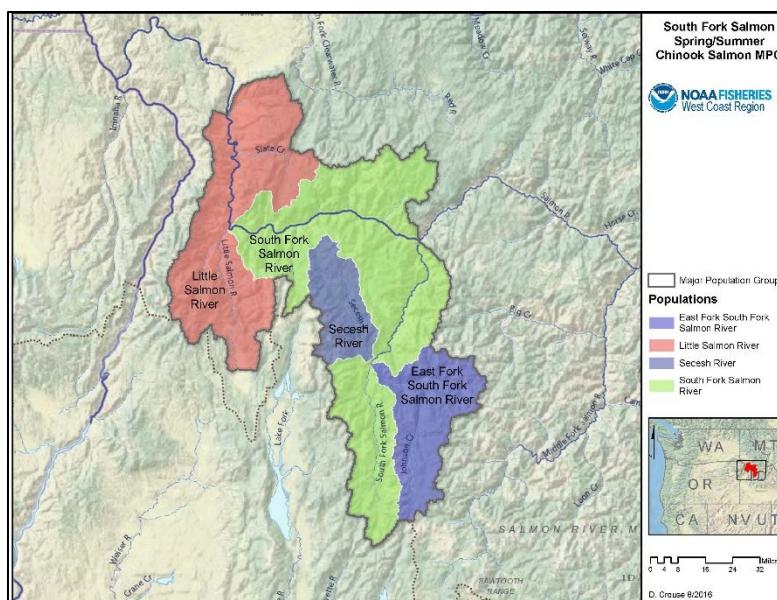 South Fork Salmon
Spring/Summer
Chinook Salmon MPG
NOAA FISHERIES
West Coast Region
Major Population Group
Populations
East Fork South Fork
Salmon River
Little Salmon River
Secesh River
South Fork Salmon
River
WA
MT
OR
ID
CA
NV
UT
0 4 8 16 24 32
Miles
D. Crouse 8/2016
South Fork Clearwater R
Meadow Cr
Selway R
White Cap Cr
Imnaha R
Red R
Slate Cr
Salmon R
Horse Cr
South Fork
Salmon
River
Little Salmon R
Little
Salmon
River
Big Cr
Secesh R
Secesh
River
East Fork
South Fork
Salmon River
Lake Fork
South Fork Salmon R
Johnson Cr
Middle Fork Salmon R
Loon Cr
SALMON RIVER M
Weiser R
Crane Cr
SAWTOOTH
RANGE